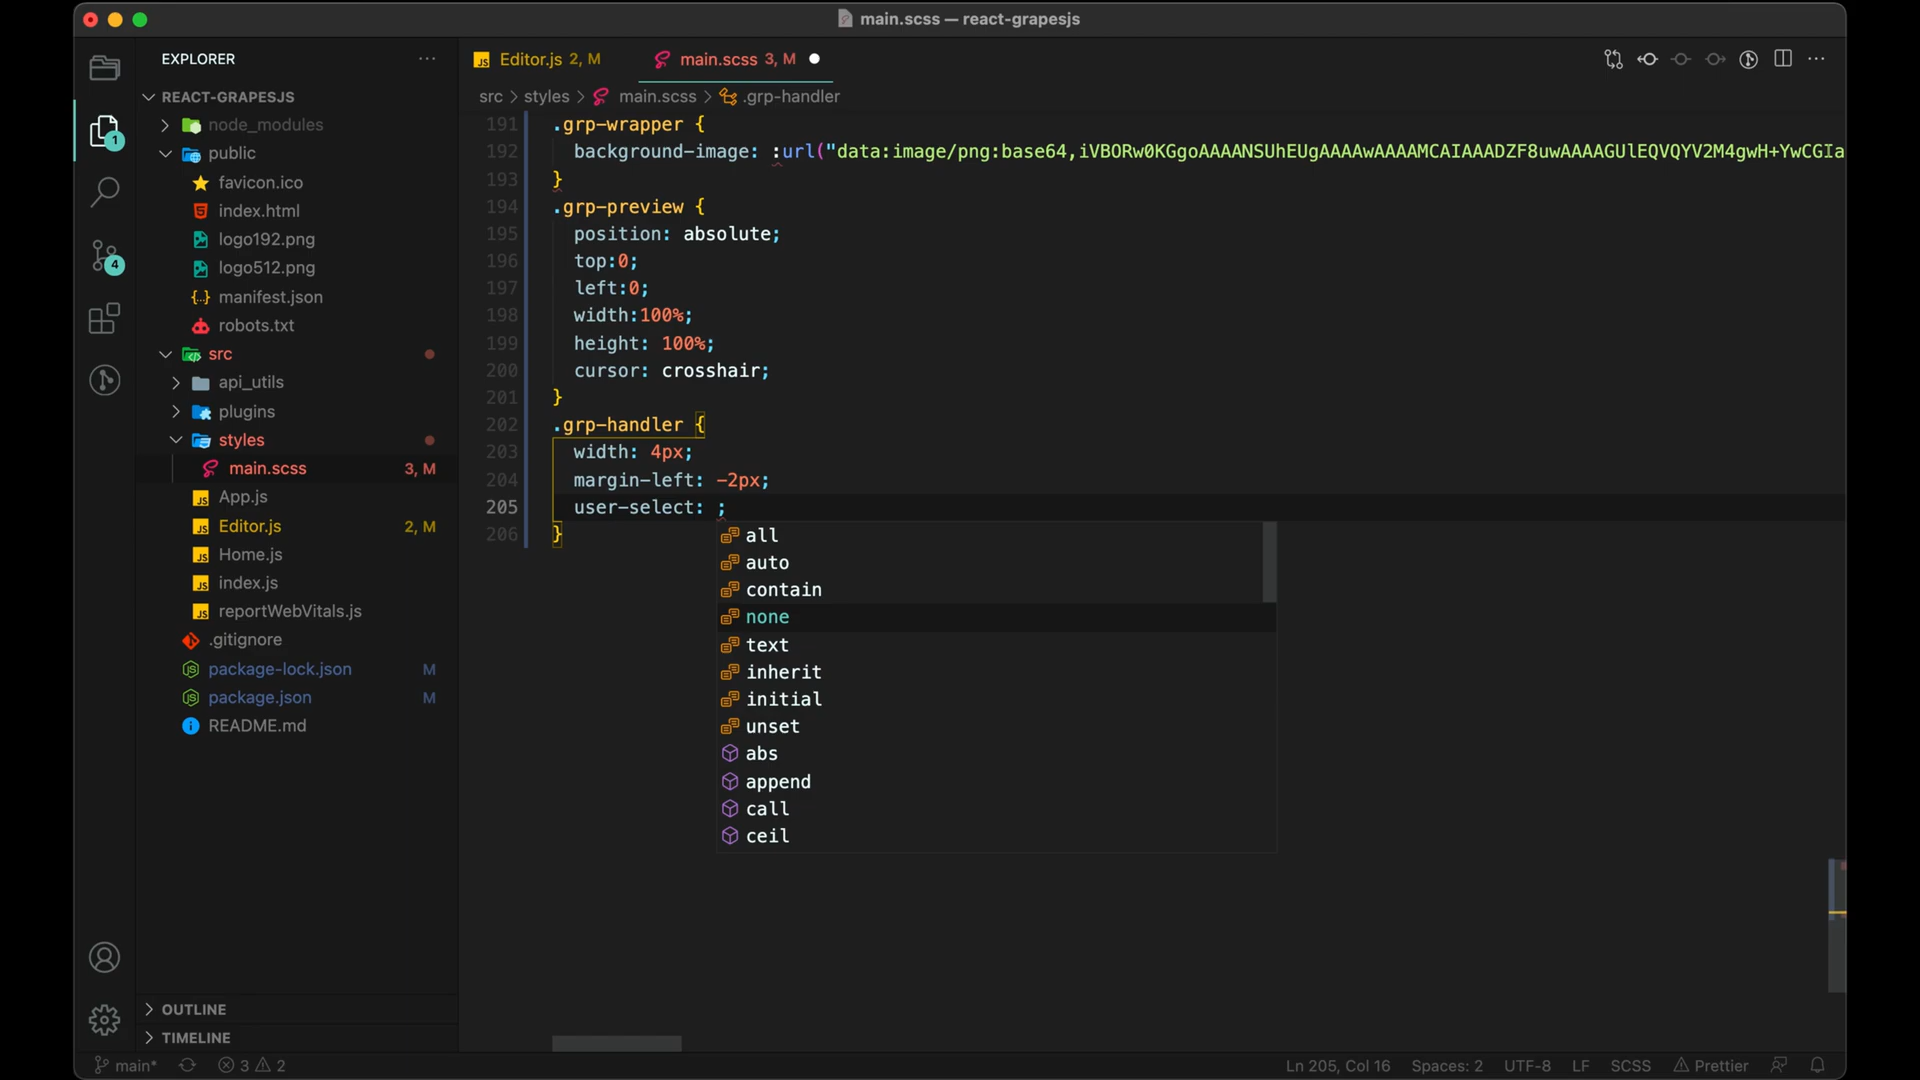 main.scss — react-grapesjs
EXPLORER
Editor.js 2, M
main.scss 3, M
REACT-GRAPESJS
src > styles > main.scss > .grp-handler
node_modules
public
favicon.ico
index.html
logo192.png
logo512.png
manifest.json
robots.txt
src
api_utils
plugins
styles
main.scss 3, M
App.js
Editor.js 2, M
Home.js
index.js
reportWebVitals.js
.gitignore
package-lock.json M
package.json M
README.md
OUTLINE
TIMELINE
1
4
191 .grp-wrapper {
192 background-image: :url("data:image/png:base64,iVBORw0KGgoAAAANSUhEUgAAAAwAAAAMCAIAAADZF8uwAAAAGUlEQVQYV2M4gwH+YwCGIa
193 }
194 .grp-preview {
195 position: absolute;
196 top:0;
197 left:0;
198 width:100%;
199 height: 100%;
200 cursor: crosshair;
201 }
202 .grp-handler {
203 width: 4px;
204 margin-left: -2px;
205 user-select: ;
206 }
all
auto
contain
none
text
inherit
initial
unset
abs
append
call
ceil
main* 3 2
Ln 205, Col 16 Spaces: 2 UTF-8 LF SCSS Prettier